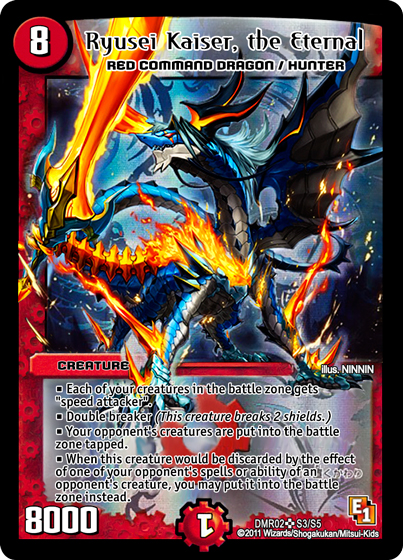 8 Ryusei Kaiser, the Eternal
RED COMMAND DRAGON / HUNTER
illus. NINNIN
CREATURE
■ Each of your creatures in the battle zone gets
"speed attacker".
■ Double breaker (This creature breaks 2 shields.)
■ Your opponent's creatures are put into the battle
zone tapped.
■ When this creature would be discarded by the effect
of one of your opponent's spells or ability of an
opponent's creature, you may put it into the battle
zone instead.
8000
1
DMR02 S3/S5
©2011 Wizards/Shogakukan/Mitsui-Kids
E1